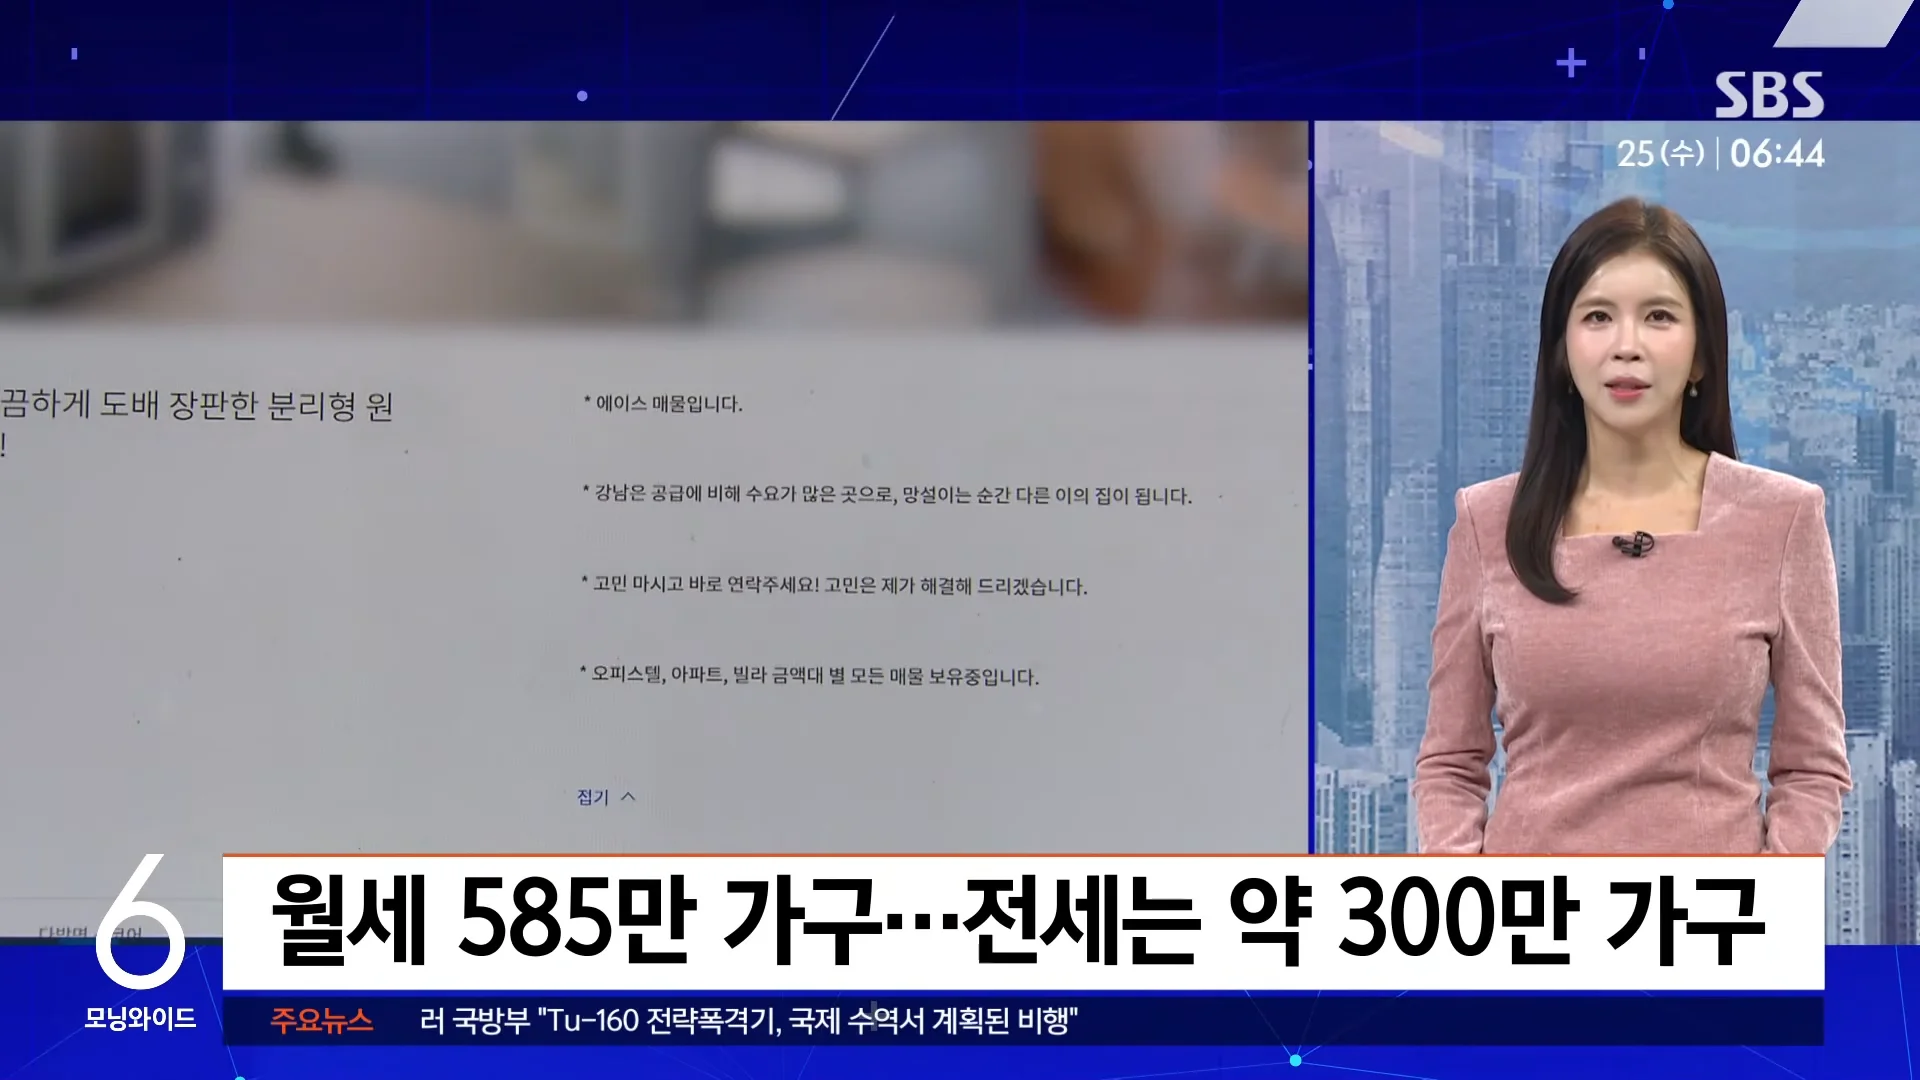 SBS
25(수) | 06:44
끔하게 도배 장판한 분리형 원
!
* 에이스 매물입니다.
* 강남은 공급에 비해 수요가 많은 곳으로, 망설이는 순간 다른 이의 집이 됩니다.
* 고민 마시고 바로 연락주세요! 고민은 제가 해결해 드리겠습니다.
* 오피스텔, 아파트, 빌라 금액대 별 모든 매물 보유중입니다.
접기
6
모닝와이드
월세 585만 가구…전세는 약 300만 가구
주요뉴스 러 국방부 "Tu-160 전략폭격기, 국제 수역서 계획된 비행"